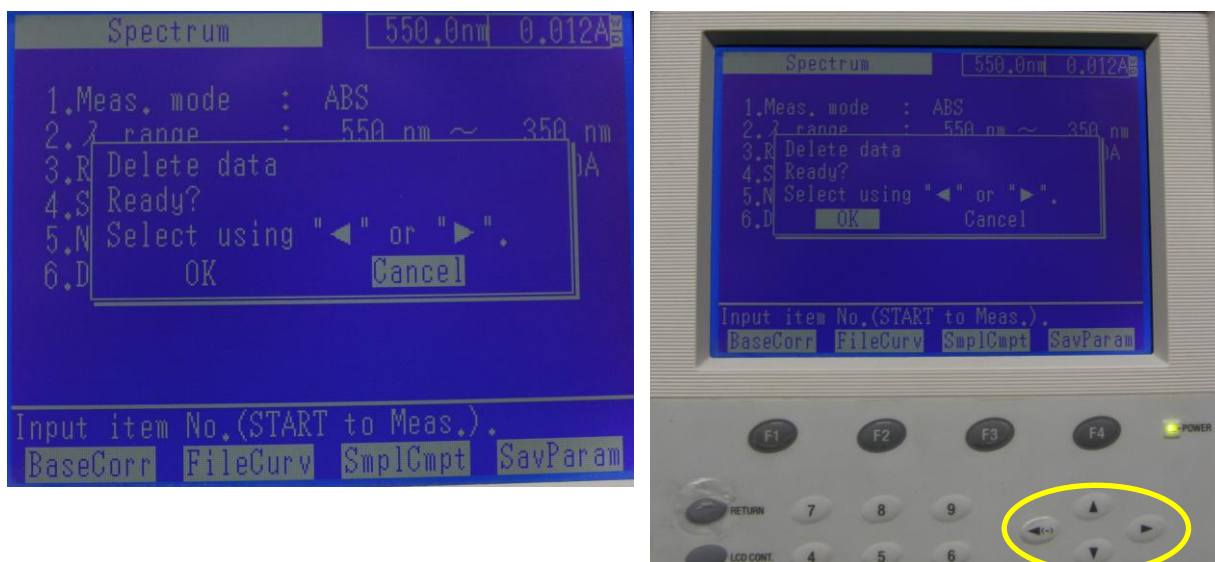 Spectrum 550.0nm 0.012A
1.Meas. mode : ABS
2.λ range : 550 nm ～ 350 nm
3.R Delete data )A
4.S Ready?
5.N Select using "◀" or "▶".
6.D OK Cancel
Input item No.(START to Meas.).
BaseCorr FileCurv SmplCmpt SavParam
Spectrum 550.0nm 0.012A
1.Meas. mode : ABS
2.λ range : 550 nm ～ 350 nm
3.R Delete data )A
4.S Ready?
5.N Select using "◀" or "▶".
6.D OK Cancel
Input item No.(START to Meas.).
BaseCorr FileCurv SmplCmpt SavParam
F1 F2 F3 F4 POWER
RETURN 7 8 9 ▲
◀(-) ▶
LCD CONT. 4 5 6 ▼